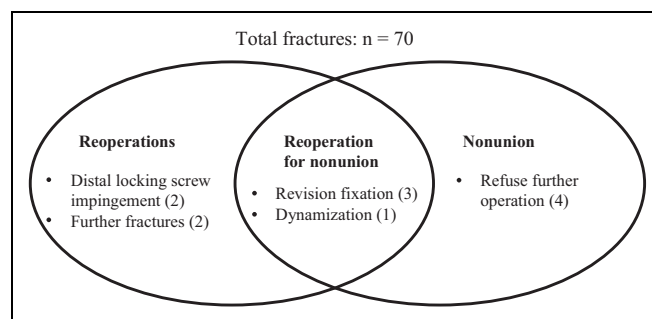 Total fractures: n = 70
Reoperations
• Distal locking screw
impingement (2)
• Further fractures (2)
Reoperation
for nonunion
• Revision fixation (3)
• Dynamization (1)
Nonunion
• Refuse further
operation (4)